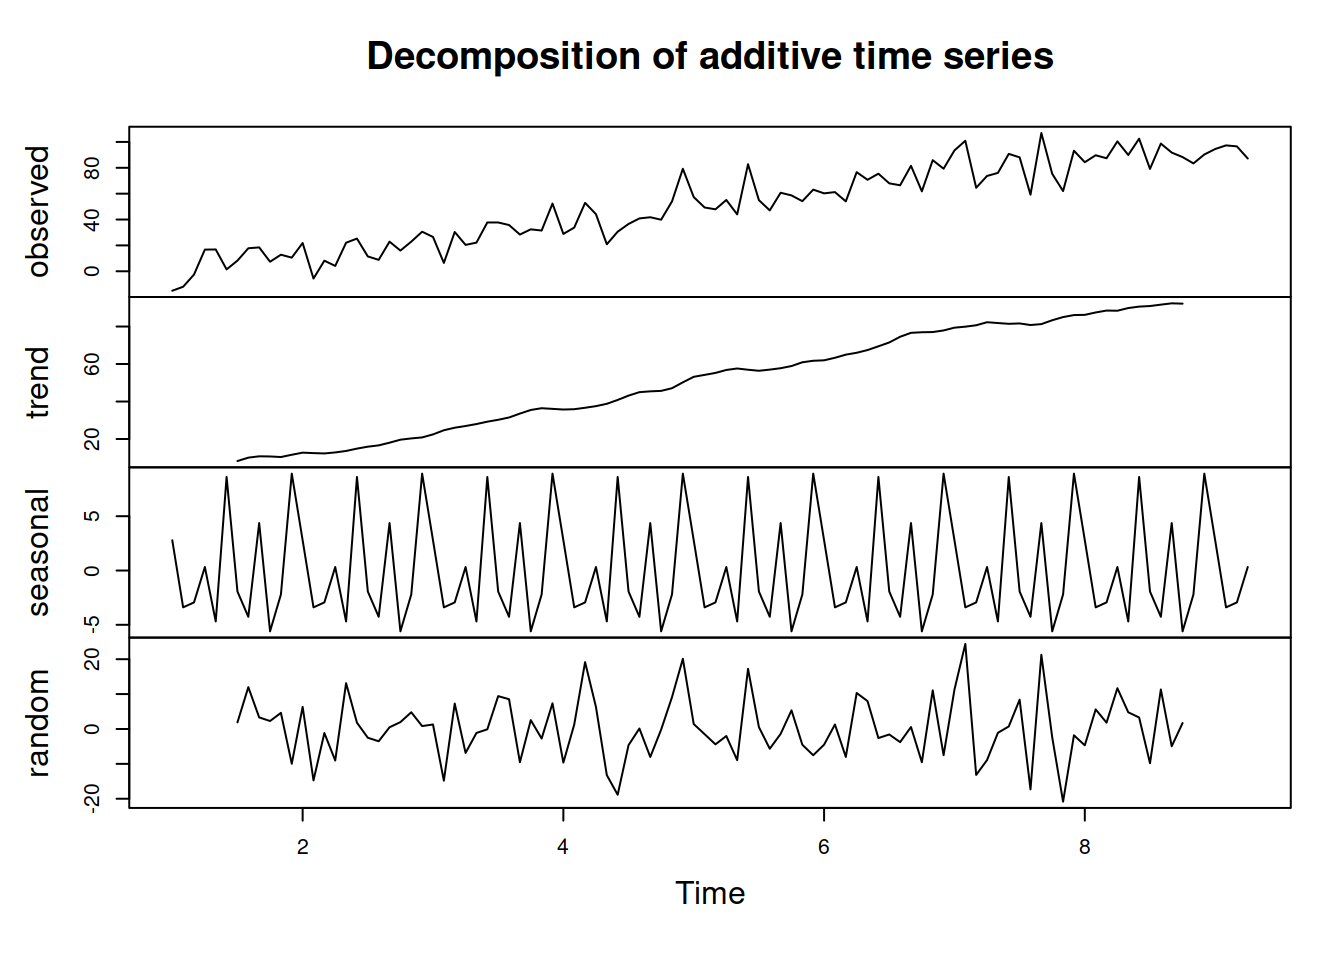 Decomposition of additive time series
observed
0 40 80
trend
20 60
seasonal
-5 0 5
random
-20 0 20
2 4 6 8
Time